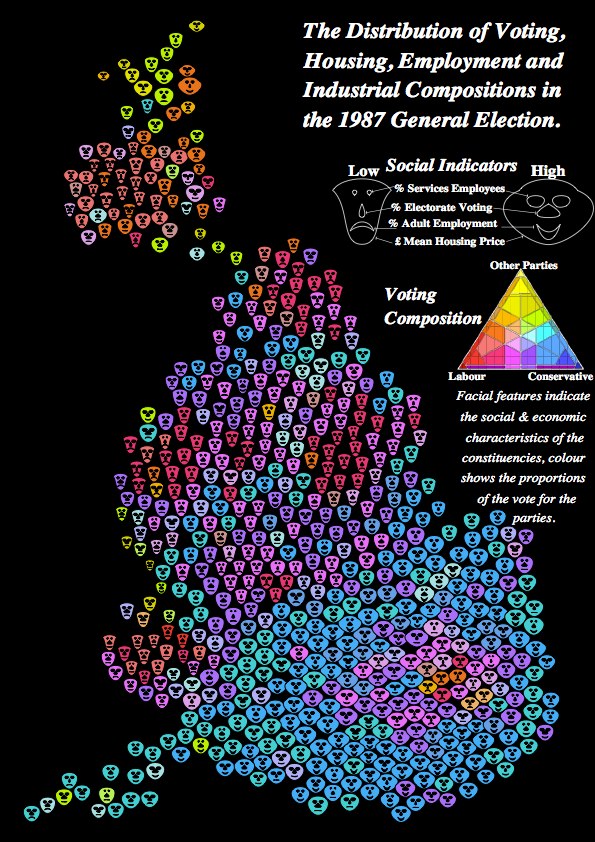 The Distribution of Voting,
Housing, Employment and
Industrial Compositions in
the 1987 General Election.
Low Social Indicators High
% Services Employees
% Electorate Voting
% Adult Employment
£ Mean Housing Price
Other Parties
Voting
Composition
Labour Conservative
Facial features indicate
the social & economic
characteristics of the
constituencies, colour
shows the proportions
of the vote for the
parties.